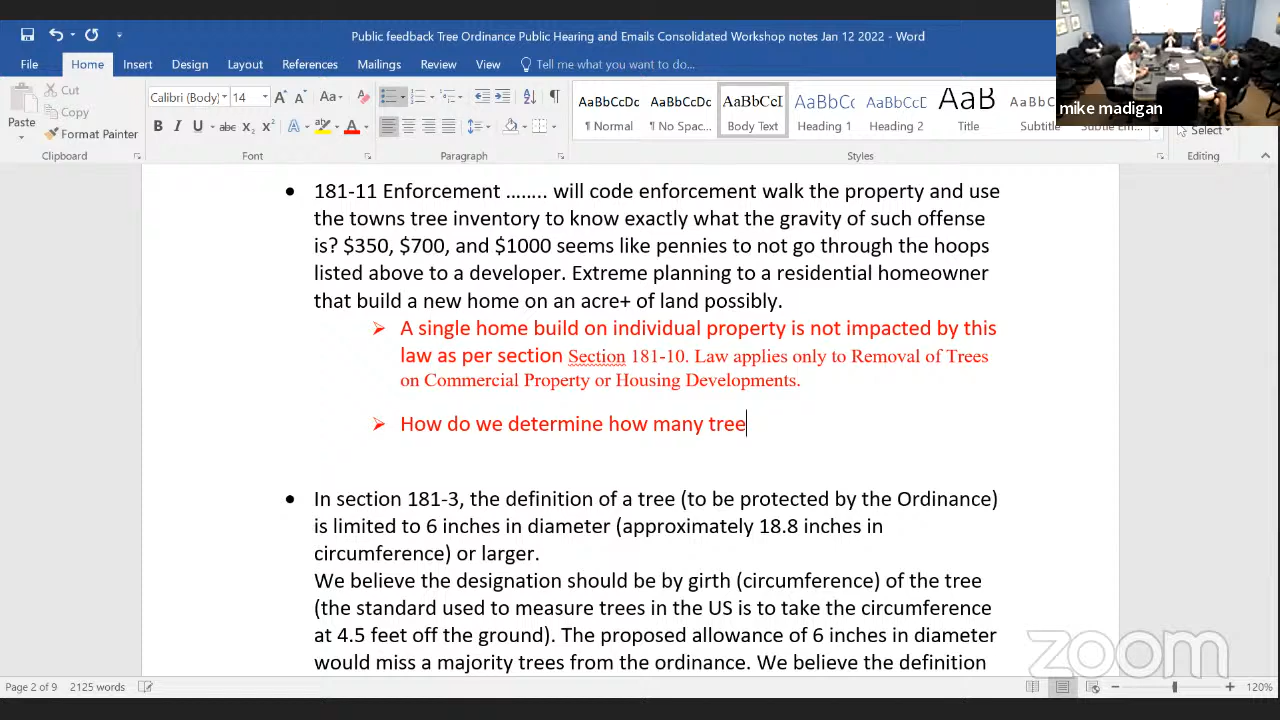 Public feedback Tree Ordinance Public Hearing and Emails Consolidated Workshop notes Jan 12 2022 - Word
File Home Insert Design Layout References Mailings Review View Tell me what you want to do...
mike madigan
Cut
Copy
Format Painter
Paste
Clipboard
Calibri (Body) 14
Font
Paragraph
AaBbCcDc AaBbCcDc AaBbCcI AaBbCc AaBbCcD AaB
¶ Normal ¶ No Spac... Body Text Heading 1 Heading 2 Title Subtitle Subtle Em...
Styles
Select
Editing
• 181-11 Enforcement …….. will code enforcement walk the property and use
the towns tree inventory to know exactly what the gravity of such offense
is? $350, $700, and $1000 seems like pennies to not go through the hoops
listed above to a developer. Extreme planning to a residential homeowner
that build a new home on an acre+ of land possibly.
➢ A single home build on individual property is not impacted by this
law as per section Section 181-10. Law applies only to Removal of Trees
on Commercial Property or Housing Developments.
➢ How do we determine how many tree
• In section 181-3, the definition of a tree (to be protected by the Ordinance)
is limited to 6 inches in diameter (approximately 18.8 inches in
circumference) or larger.
We believe the designation should be by girth (circumference) of the tree
(the standard used to measure trees in the US is to take the circumference
at 4.5 feet off the ground). The proposed allowance of 6 inches in diameter
would miss a majority trees from the ordinance. We believe the definition
zoom
Page 2 of 9 2125 words
120%